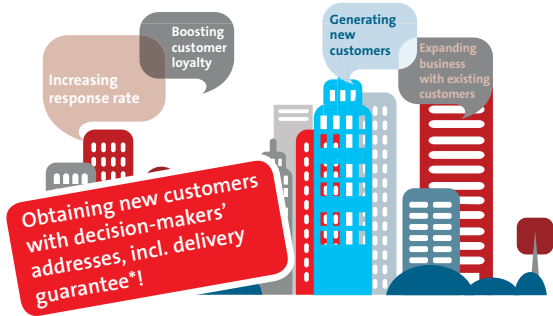 Increasing
response rate
Boosting
customer
loyalty
Generating
new
customers
Expanding
business
with existing
customers
Obtaining new customers
with decision-makers'
addresses, incl. delivery
guarantee*!